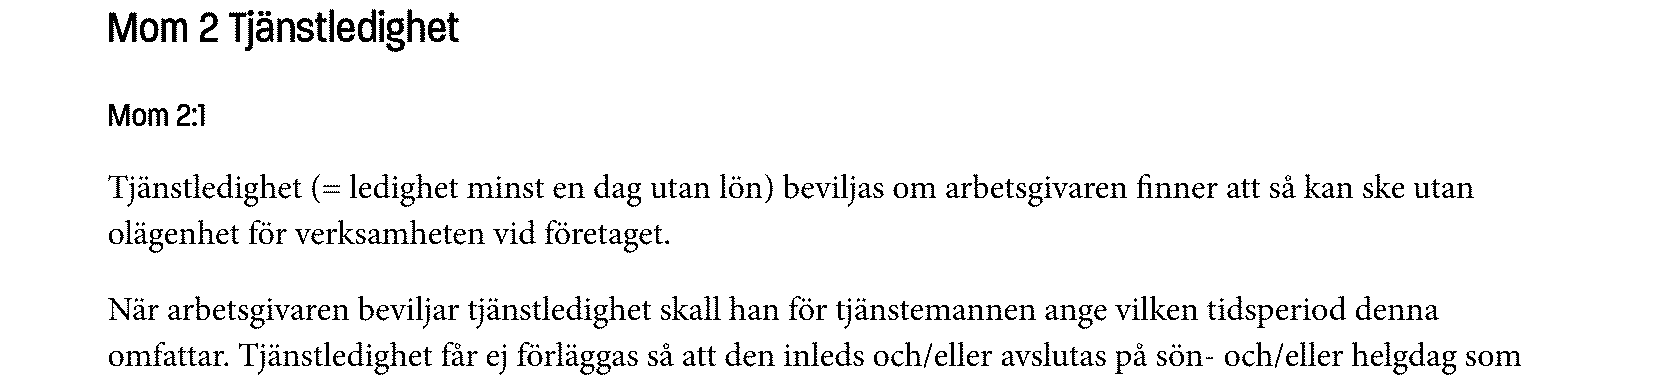 Mom 2 Tjänstledighet
Mom 2:1
Tjänstledighet (= ledighet minst en dag utan lön) beviljas om arbetsgivaren finner att så kan ske utan
olägenhet för verksamheten vid företaget.
När arbetsgivaren beviljar tjänstledighet skall han för tjänstemannen ange vilken tidsperiod denna
omfattar. Tjänstledighet får ej förläggas så att den inleds och/eller avslutas på sön- och/eller helgdag som